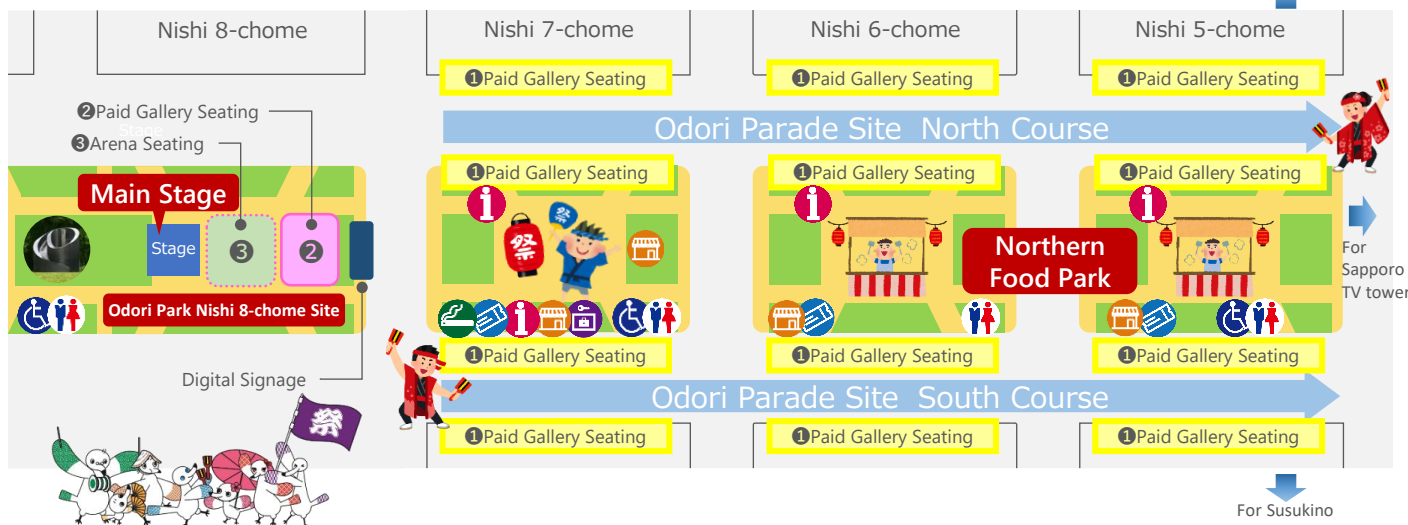 Nishi 8-chome
Nishi 7-chome
Nishi 6-chome
Nishi 5-chome
❶Paid Gallery Seating
❶Paid Gallery Seating
❶Paid Gallery Seating
❷Paid Gallery Seating
Stage
❸Arena Seating
Odori Parade Site North Course
❶Paid Gallery Seating
❶Paid Gallery Seating
❶Paid Gallery Seating
Main Stage
Stage
❸
❷
Odori Park Nishi 8-chome Site
祭
祭
Northern
Food Park
For
Sapporo
TV tower
❶Paid Gallery Seating
❶Paid Gallery Seating
❶Paid Gallery Seating
Digital Signage
Odori Parade Site South Course
祭
❶Paid Gallery Seating
❶Paid Gallery Seating
❶Paid Gallery Seating
For Susukino